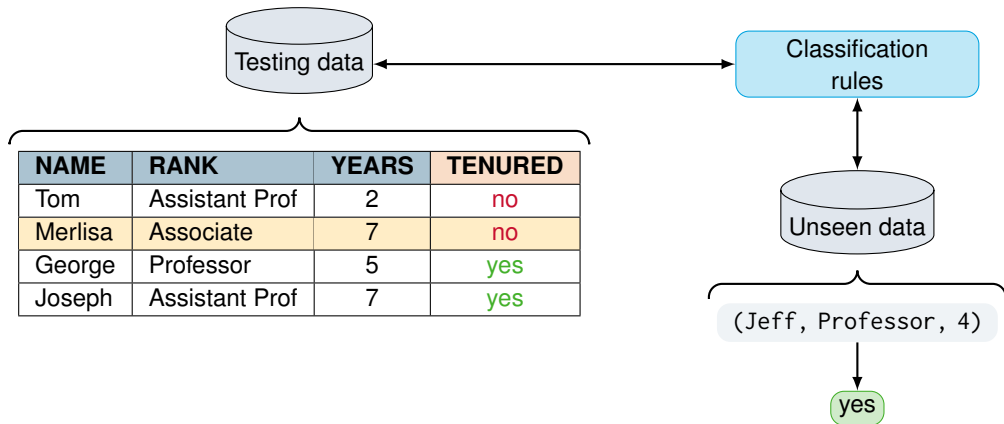 Testing data
Classification
rules
NAME RANK YEARS TENURED
Tom Assistant Prof 2 no
Merlisa Associate 7 no
George Professor 5 yes
Joseph Assistant Prof 7 yes
Unseen data
(Jeff, Professor, 4)
yes